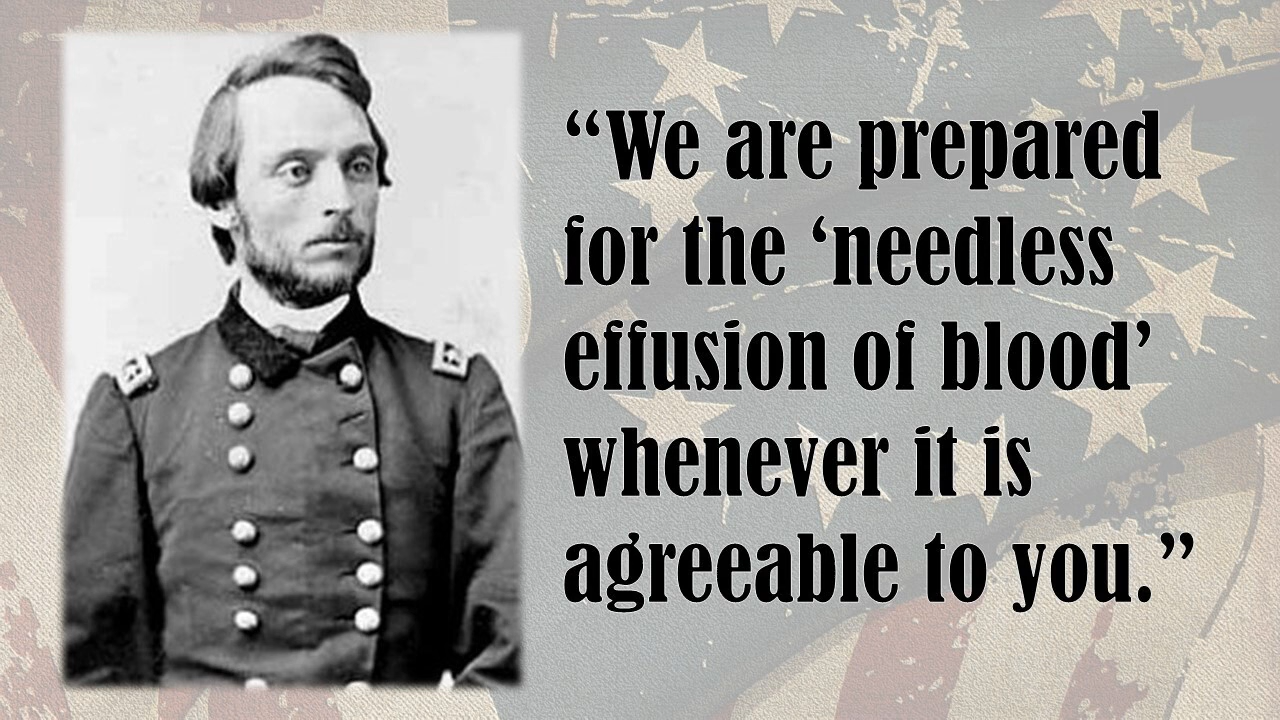 “We are prepared
for the ‘needless
effusion of blood’
whenever it is
agreeable to you.”